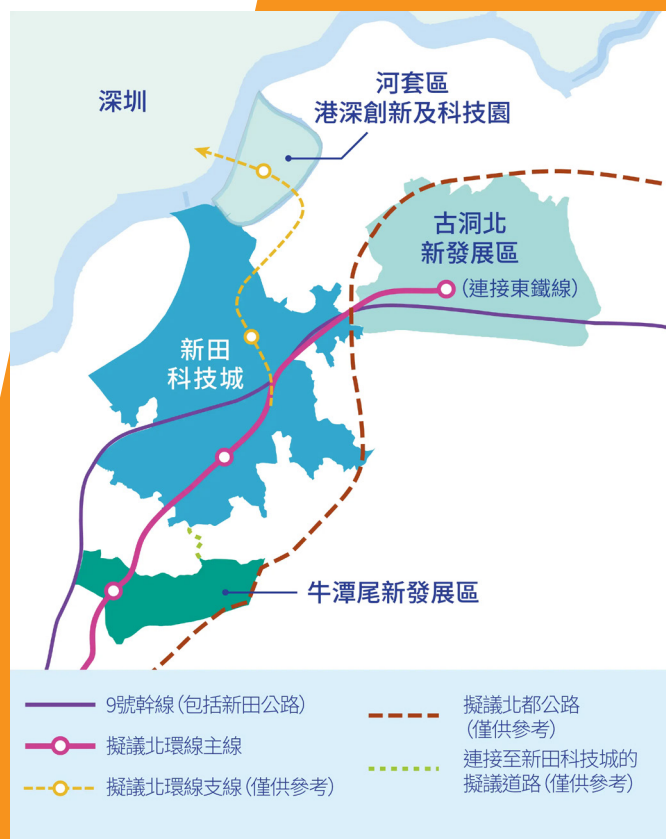 深圳
河套區
港深創新及科技園
古洞北
新發展區
(連接東鐵線)
新田
科技城
牛潭尾新發展區
9號幹線(包括新田公路)
擬議北環線主線
擬議北環線支線(僅供參考)
擬議北都公路
(僅供參考)
連接至新田科技城的
擬議道路(僅供參考)